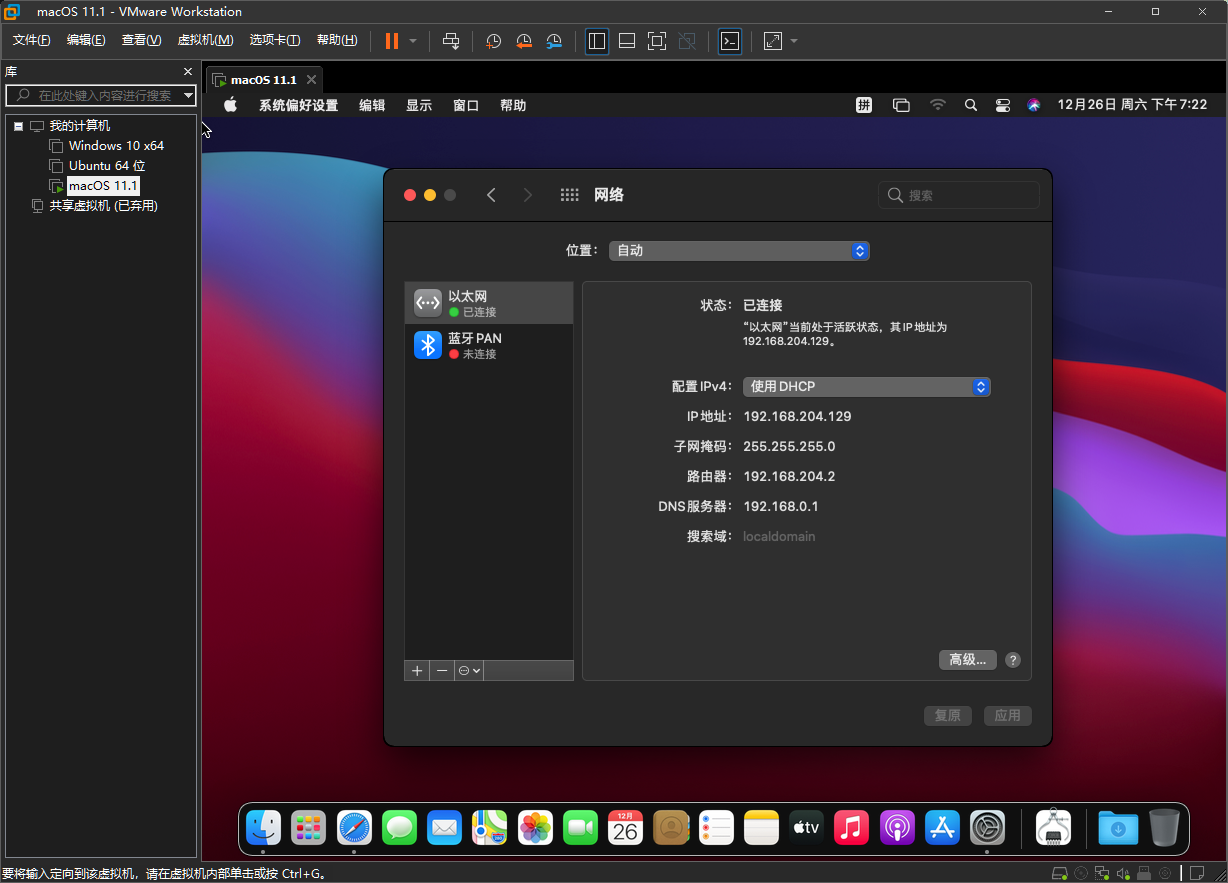 macOS 11.1 - VMware Workstation
文件(F) 编辑(E) 查看(V) 虚拟机(M) 选项卡(T) 帮助(H)
库
在此处键入内容进行搜索
我的计算机
Windows 10 x64
Ubuntu 64 位
macOS 11.1
共享虚拟机 (已弃用)
macOS 11.1
系统偏好设置 编辑 显示 窗口 帮助 拼 12月26日 周六 下午7:22
网络 搜索
位置： 自动
以太网
已连接
蓝牙 PAN
未连接
状态： 已连接
“以太网”当前处于活跃状态，其 IP 地址为
192.168.204.129。
配置 IPv4： 使用 DHCP
IP 地址： 192.168.204.129
子网掩码： 255.255.255.0
路由器： 192.168.204.2
DNS 服务器： 192.168.0.1
搜索域： localdomain
高级... ?
复原 应用
12月
26
tv
要将输入定向到该虚拟机，请在虚拟机内部单击或按 Ctrl+G。